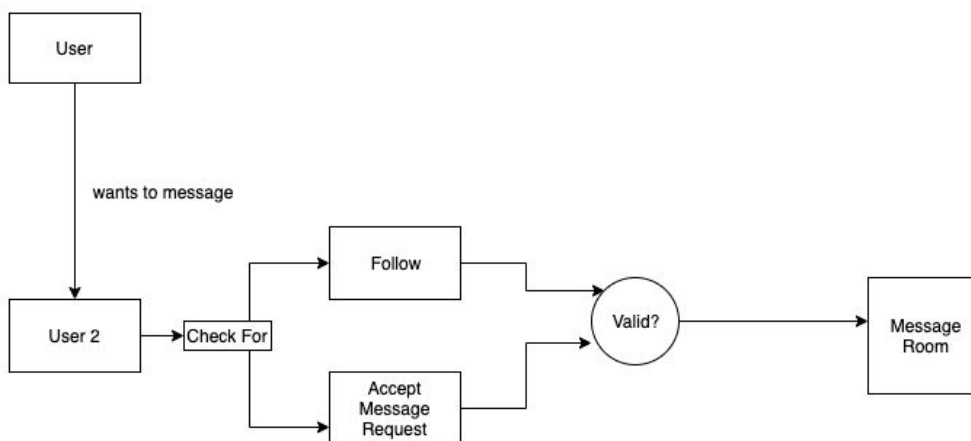 User
wants to message
User 2
Check For
Follow
Accept
Message
Request
Valid?
Message
Room